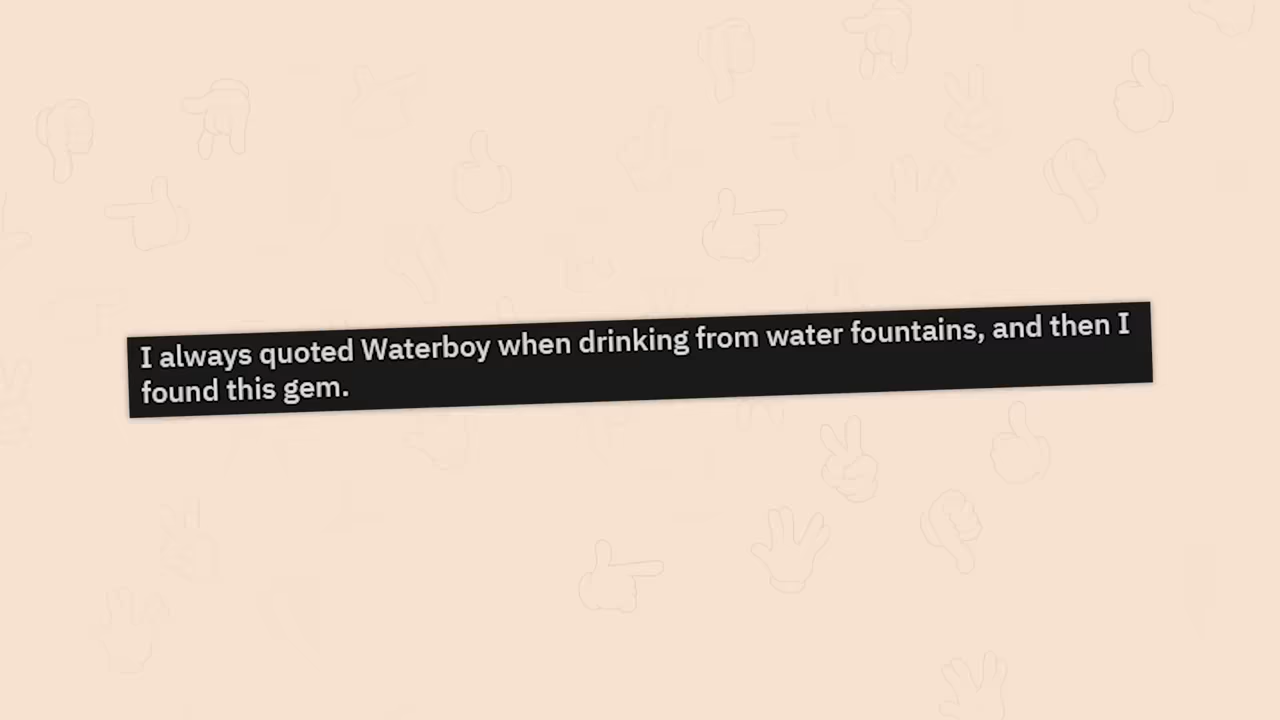 I always quoted Waterboy when drinking from water fountains, and then I
found this gem.